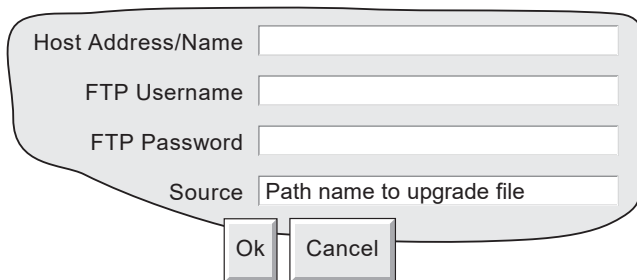 Host Address/Name
FTP Username
FTP Password
Source Path name to upgrade file
Ok Cancel